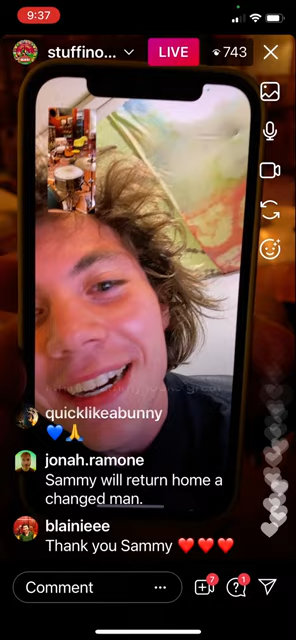 9:37
stuffino...
LIVE
743
quicklikeabunny
💙🙏
jonah.ramone
Sammy will return home a
changed man.
blainieee
Thank you Sammy ❤️❤️❤️
Comment
7
1